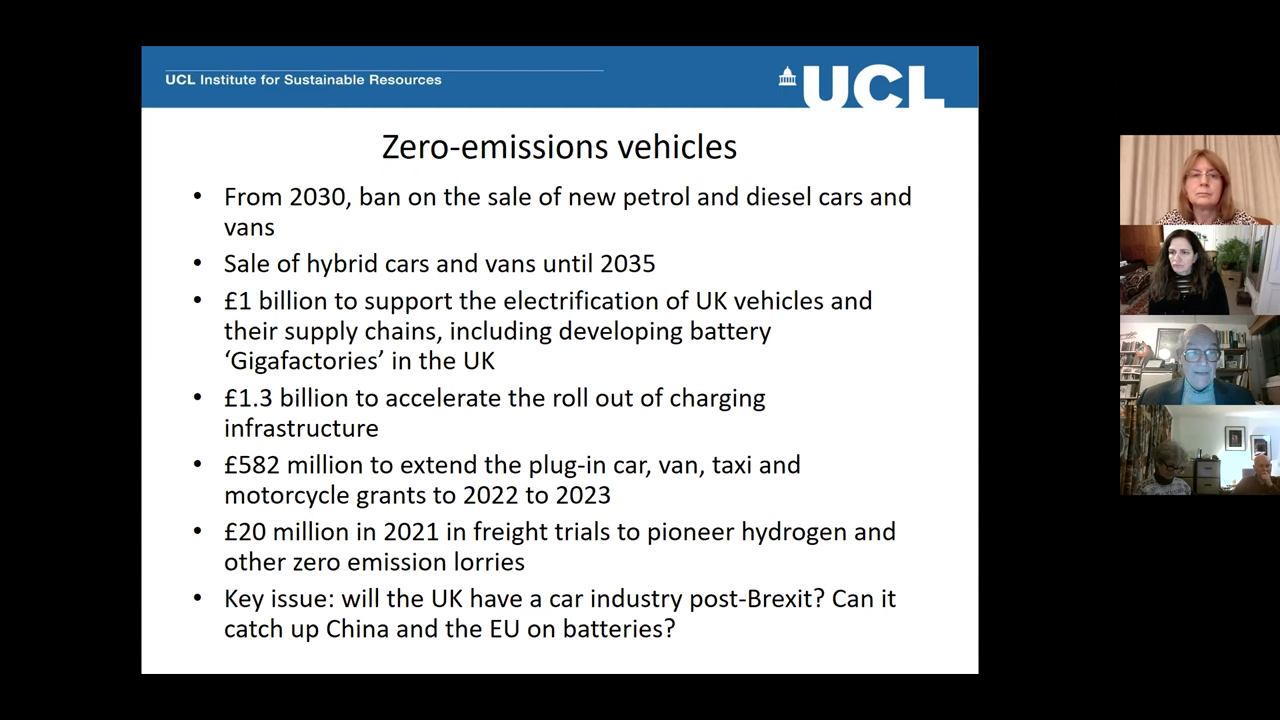 UCL Institute for Sustainable Resources
UCL
Zero-emissions vehicles
• From 2030, ban on the sale of new petrol and diesel cars and
vans
• Sale of hybrid cars and vans until 2035
• £1 billion to support the electrification of UK vehicles and
their supply chains, including developing battery
‘Gigafactories’ in the UK
• £1.3 billion to accelerate the roll out of charging
infrastructure
• £582 million to extend the plug-in car, van, taxi and
motorcycle grants to 2022 to 2023
• £20 million in 2021 in freight trials to pioneer hydrogen and
other zero emission lorries
• Key issue: will the UK have a car industry post-Brexit? Can it
catch up China and the EU on batteries?